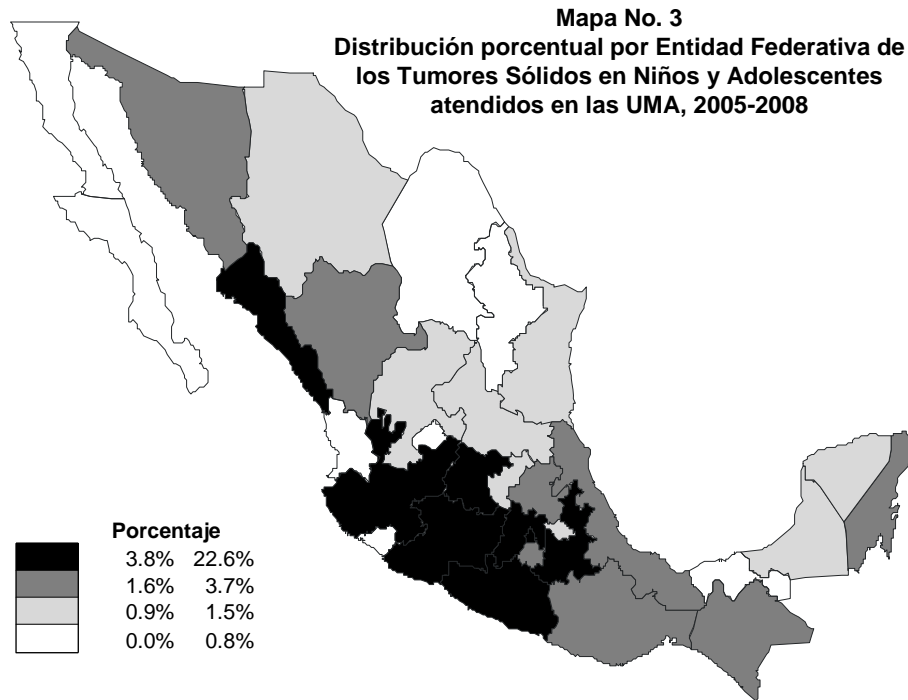 Mapa No. 3
Distribución porcentual por Entidad Federativa de
los Tumores Sólidos en Niños y Adolescentes
atendidos en las UMA, 2005-2008
Porcentaje
3.8% 22.6%
1.6% 3.7%
0.9% 1.5%
0.0% 0.8%